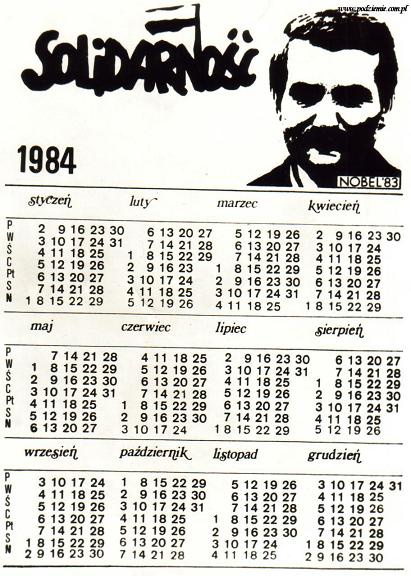 www.podziemie.com.pl
SOLIDARNOŚĆ
1984
NOBEL'83
styczeń luty marzec kwiecień
P 2 9 16 23 30 6 13 20 27 5 12 19 26 2 9 16 23 30
W 3 10 17 24 31 7 14 21 28 6 13 20 27 3 10 17 24
Ś 4 11 18 25 1 8 15 22 29 7 14 21 28 4 11 18 25
C 5 12 19 26 2 9 16 23 1 8 15 22 29 5 12 19 26
Pt 6 13 20 27 3 10 17 24 2 9 16 23 30 6 13 20 27
S 7 14 21 28 4 11 18 25 3 10 17 24 31 7 14 21 28
N 1 8 15 22 29 5 12 19 26 4 11 18 25 1 8 15 22 29
maj czerwiec lipiec sierpień
P 7 14 21 28 4 11 18 25 2 9 16 23 30 6 13 20 27
W 1 8 15 22 29 5 12 19 26 3 10 17 24 31 7 14 21 28
Ś 2 9 16 23 30 6 13 20 27 4 11 18 25 1 8 15 22 29
C 3 10 17 24 31 7 14 21 28 5 12 19 26 2 9 16 23 30
Pt 4 11 18 25 1 8 15 22 29 6 13 20 27 3 10 17 24 31
S 5 12 19 26 2 9 16 23 30 7 14 21 28 4 11 18 25
N 6 13 20 27 3 10 17 24 1 8 15 22 29 5 12 19 26
wrzesień październik listopad grudzień
P 3 10 17 24 1 8 15 22 29 5 12 19 26 3 10 17 24 31
W 4 11 18 25 2 9 16 23 30 6 13 20 27 4 11 18 25
Ś 5 12 19 26 3 10 17 24 31 7 14 21 28 5 12 19 26
C 6 13 20 27 4 11 18 25 1 8 15 22 29 6 13 20 27
Pt 7 14 21 28 5 12 19 26 2 9 16 23 30 7 14 21 28
S 1 8 15 22 29 6 13 20 27 3 10 17 24 1 8 15 22 29
N 2 9 16 23 30 7 14 21 28 4 11 18 25 2 9 16 23 30